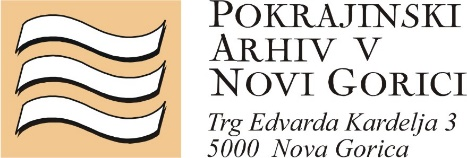 POKRAJINSKI
ARHIV V
NOVI GORICI
Trg Edvarda Kardelja 3
5000 Nova Gorica